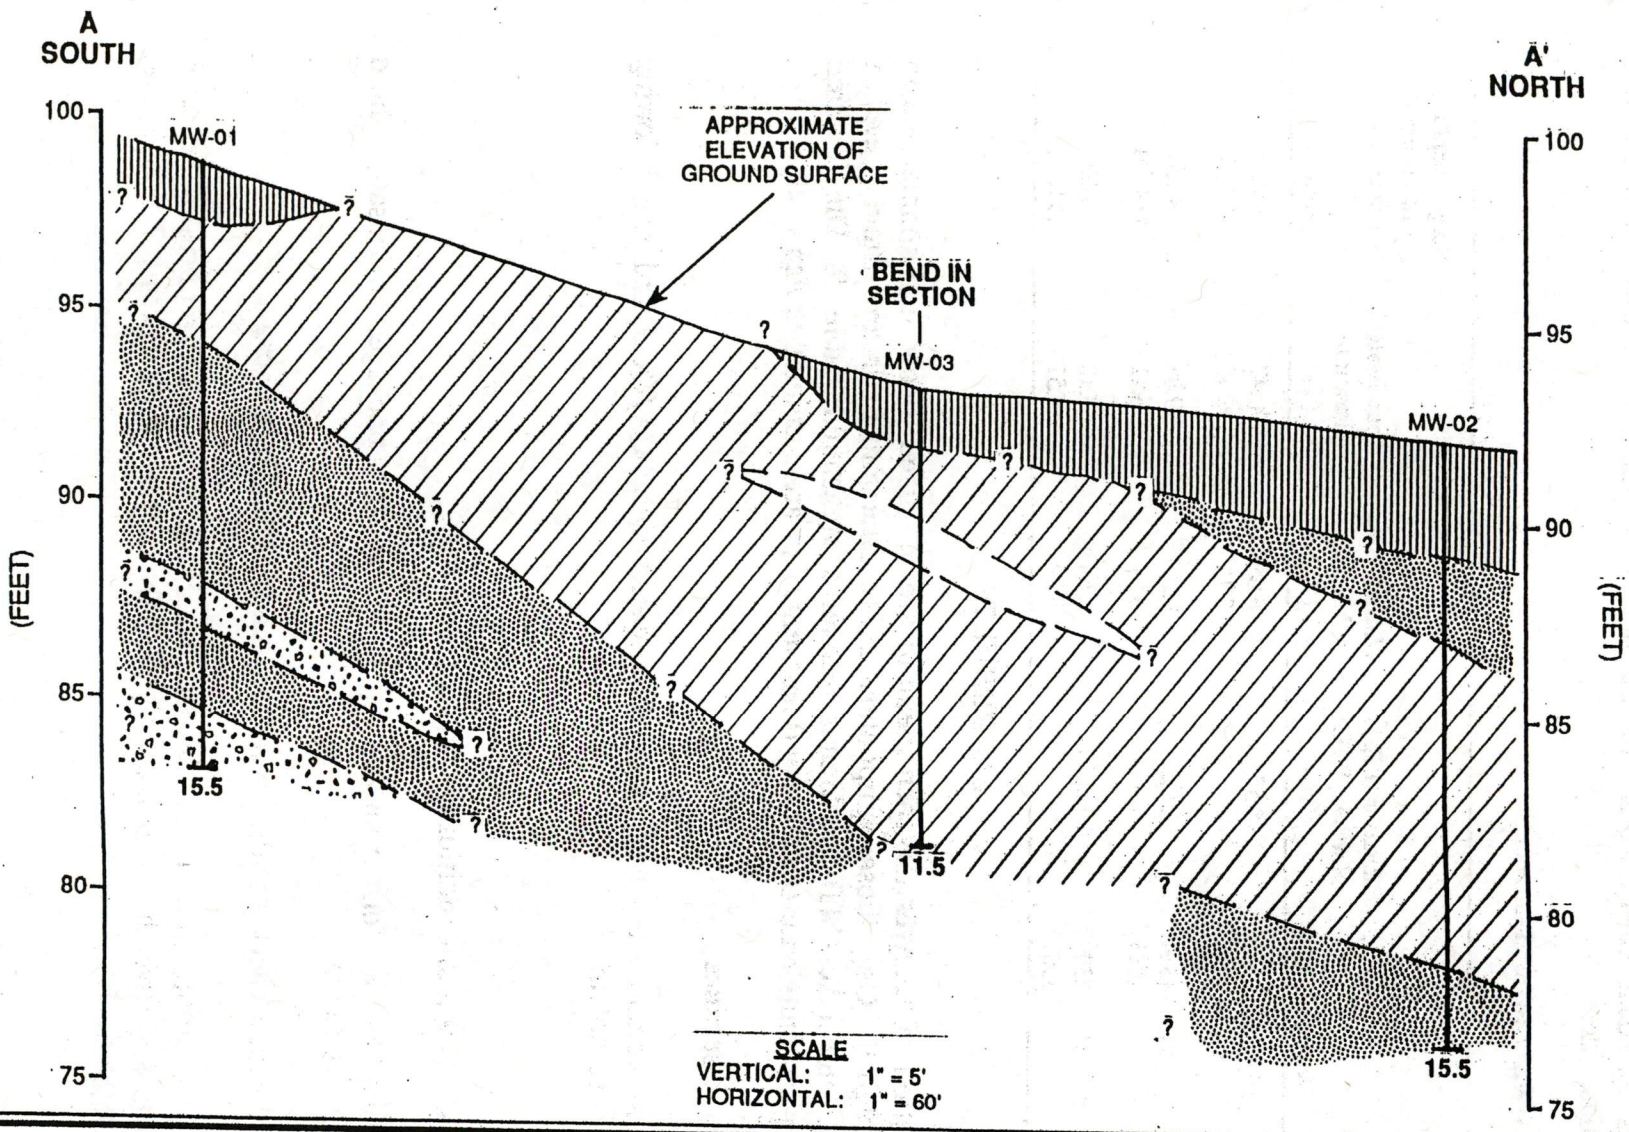 A
SOUTH
A'
NORTH
100
95
90
85
80
75
(FEET)
MW-01
?
?
?
?
?
?
?
?
?
?
15.5
APPROXIMATE
ELEVATION OF
GROUND SURFACE
BEND IN
SECTION
MW-03
?
?
?
?
?
?
?
?
11.5
MW-02
?
?
?
15.5
100
95
90
85
80
75
(FEET)
SCALE
VERTICAL: 1" = 5'
HORIZONTAL: 1" = 60'